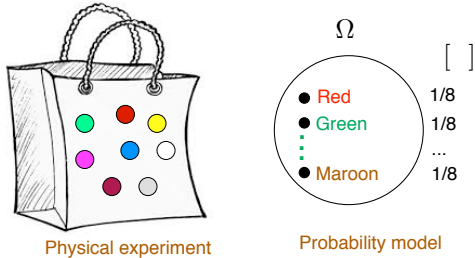 Ω
[ ]
Red 1/8
Green 1/8
...
Maroon 1/8
Physical experiment
Probability model